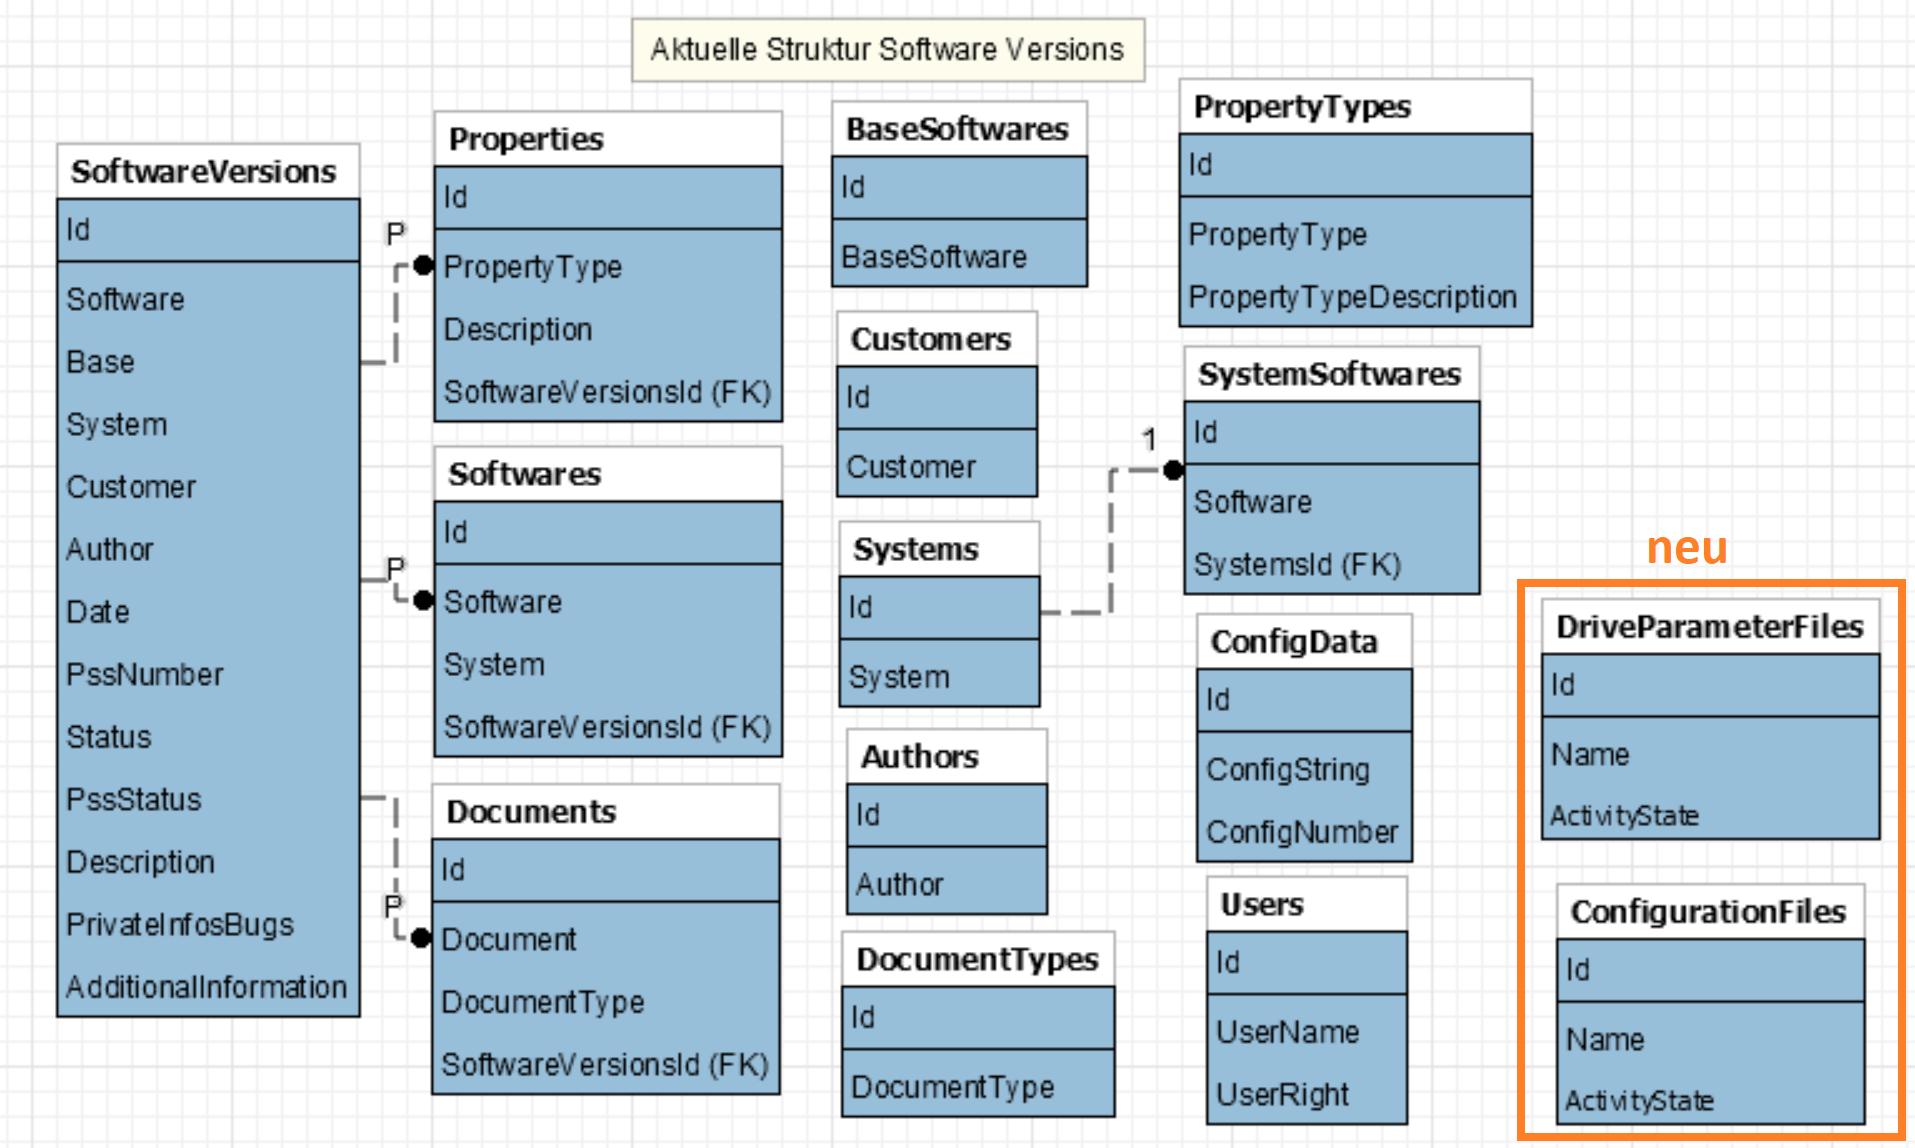 Aktuelle Struktur Software Versions
SoftwareVersions
Id
Software
Base
System
Customer
Author
Date
PssNumber
Status
PssStatus
Description
PrivateInfosBugs
AdditionalInformation
P
Properties
Id
PropertyType
Description
SoftwareVersionsId (FK)
P
Softwares
Id
Software
System
SoftwareVersionsId (FK)
P
Documents
Id
Document
DocumentType
SoftwareVersionsId (FK)
BaseSoftwares
Id
BaseSoftware
Customers
Id
Customer
Systems
Id
System
Authors
Id
Author
DocumentTypes
Id
DocumentType
PropertyTypes
Id
PropertyType
PropertyTypeDescription
1
SystemSoftwares
Id
Software
SystemsId (FK)
ConfigData
Id
ConfigString
ConfigNumber
Users
Id
UserName
UserRight
neu
DriveParameterFiles
Id
Name
ActivityState
ConfigurationFiles
Id
Name
ActivityState